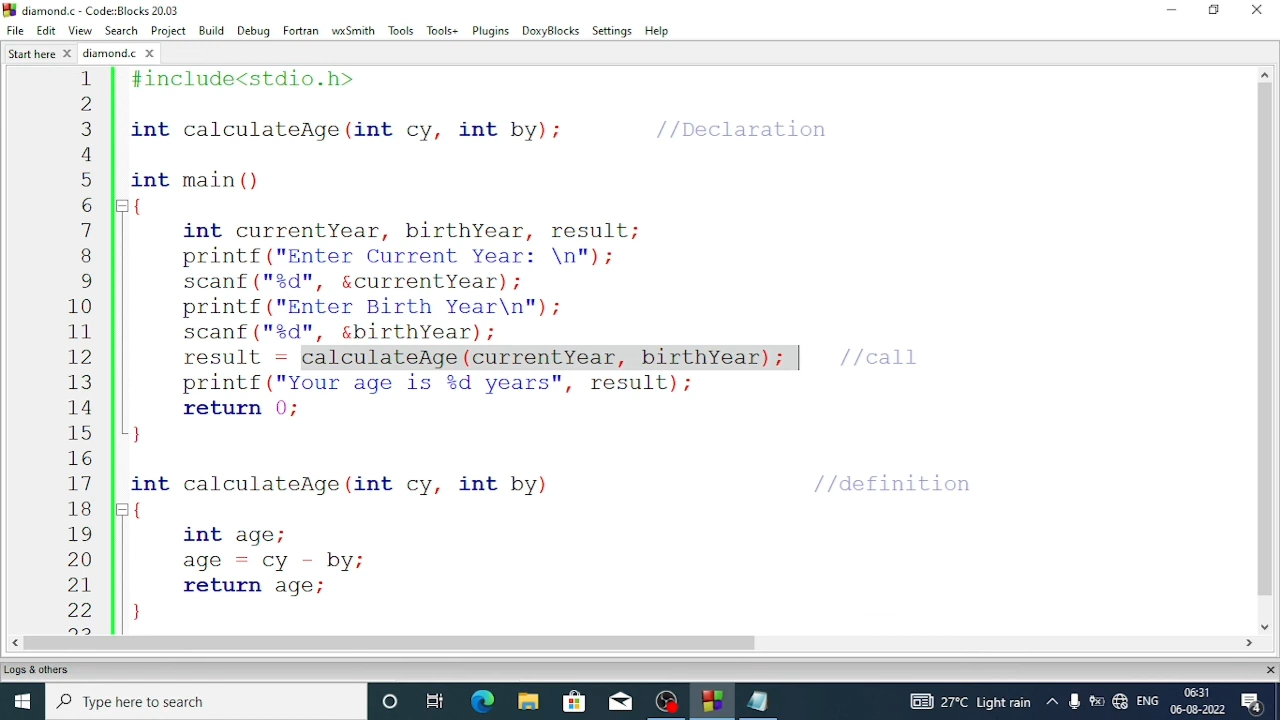 diamond.c - Code::Blocks 20.03
File Edit View Search Project Build Debug Fortran wxSmith Tools Tools+ Plugins DoxyBlocks Settings Help
Start here diamond.c
1 #include<stdio.h>
2
3 int calculateAge(int cy, int by); //Declaration
4
5 int main()
6 {
7 int currentYear, birthYear, result;
8 printf("Enter Current Year: \n");
9 scanf("%d", &currentYear);
10 printf("Enter Birth Year\n");
11 scanf("%d", &birthYear);
12 result = calculateAge(currentYear, birthYear); //call
13 printf("Your age is %d years", result);
14 return 0;
15 }
16
17 int calculateAge(int cy, int by) //definition
18 {
19 int age;
20 age = cy - by;
21 return age;
22 }
23
Logs & others
Type here to search 27°C Light rain ENG 06:31
06-08-2022 4